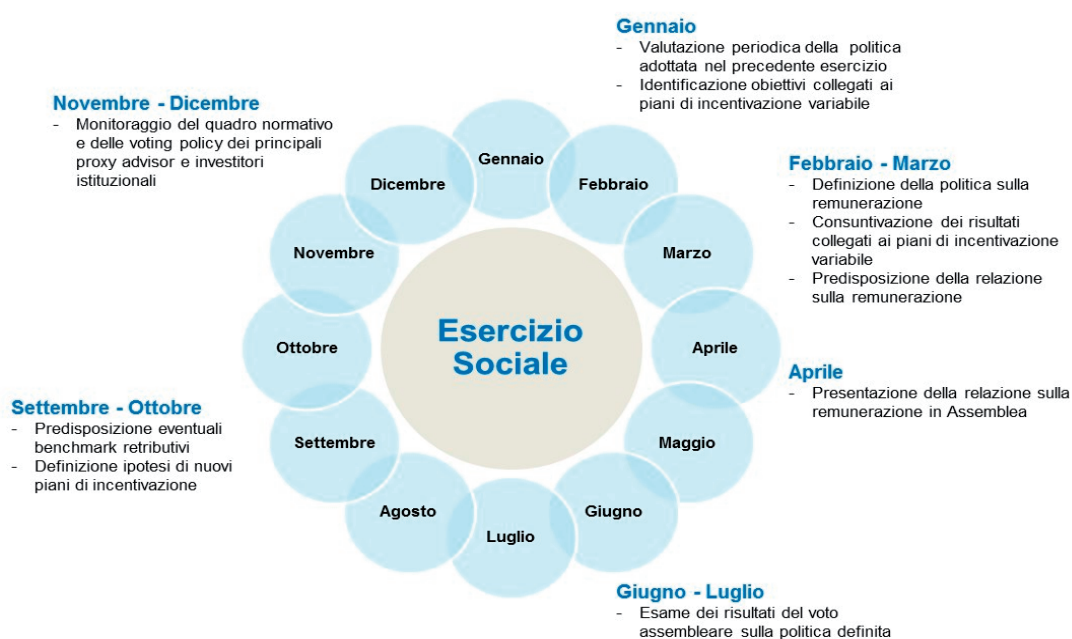 Gennaio
- Valutazione periodica della politica
adottata nel precedente esercizio
- Identificazione obiettivi collegati ai
piani di incentivazione variabile
Novembre - Dicembre
- Monitoraggio del quadro normativo
e delle voting policy dei principali
proxy advisor e investitori
istituzionali
Febbraio - Marzo
- Definizione della politica sulla
remunerazione
- Consuntivazione dei risultati
collegati ai piani di incentivazione
variabile
- Predisposizione della relazione
sulla remunerazione
Aprile
- Presentazione della relazione sulla
remunerazione in Assemblea
Settembre - Ottobre
- Predisposizione eventuali
benchmark retributivi
- Definizione ipotesi di nuovi
piani di incentivazione
Giugno - Luglio
- Esame dei risultati del voto
assembleare sulla politica definita
Gennaio
Febbraio
Marzo
Aprile
Maggio
Giugno
Luglio
Agosto
Settembre
Ottobre
Novembre
Dicembre
Esercizio
Sociale